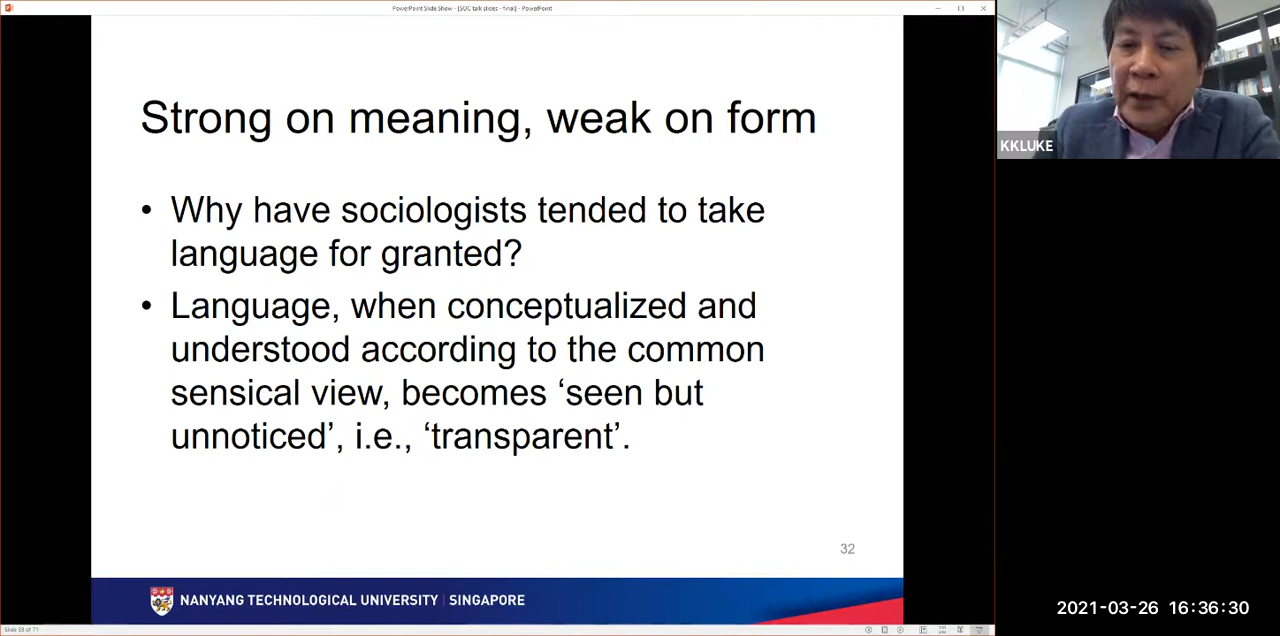 PowerPoint Slide Show - [SOC talk slides - final] - PowerPoint
Strong on meaning, weak on form
KKLUKE
• Why have sociologists tended to take
language for granted?
• Language, when conceptualized and
understood according to the common
sensical view, becomes ‘seen but
unnoticed’, i.e., ‘transparent’.
32
NANYANG TECHNOLOGICAL UNIVERSITY | SINGAPORE
2021-03-26 16:36:30
Slide 33 of 71